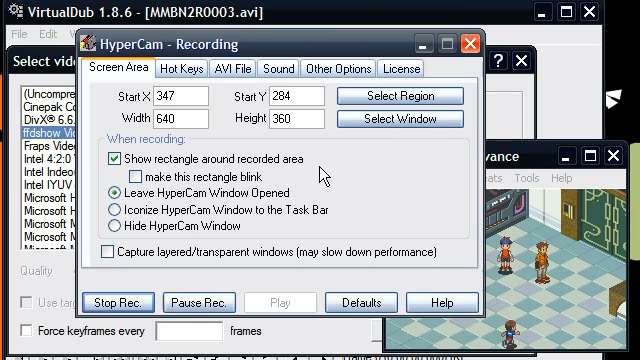 VirtualDub 1.8.6 - [MMBN2R0003.avi]
File Edit
Select vide
(Uncompre
Cinepak Co
DivX® 6.6
ffdshow Vid
Fraps Video
Intel 4:2:0
Intel Indeo
Intel IYUV
Microsoft
Microsoft
Microsoft
Microsoft
Quality
Use targ
Force keyframes every frames
HyperCam - Recording
Screen Area Hot Keys AVI File Sound Other Options License
Start X 347 Start Y 284 Select Region
Width 640 Height 360 Select Window
When recording:
Show rectangle around recorded area
make this rectangle blink
Leave HyperCam Window Opened
Iconize HyperCam Window to the Task Bar
Hide HyperCam Window
Capture layered/transparent windows (may slow down performance)
Stop Rec. Pause Rec. Play Defaults Help
vance
Tools Help